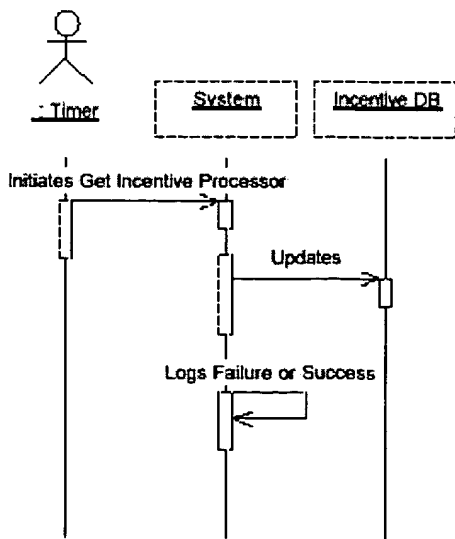 : Timer
System
Incentive DB
Initiates Get Incentive Processor
Updates
Logs Failure or Success